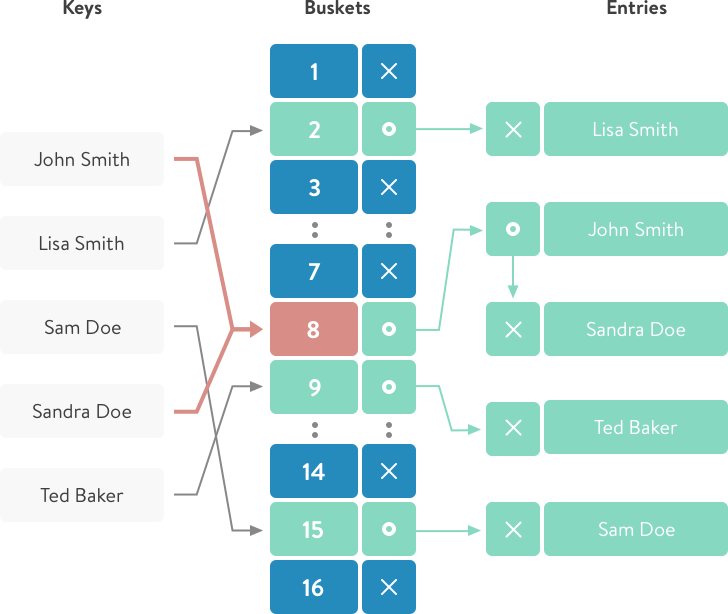 Keys
Buskets
Entries
John Smith
Lisa Smith
Sam Doe
Sandra Doe
Ted Baker
1
2
3
7
8
9
14
15
16
Lisa Smith
John Smith
Sandra Doe
Ted Baker
Sam Doe